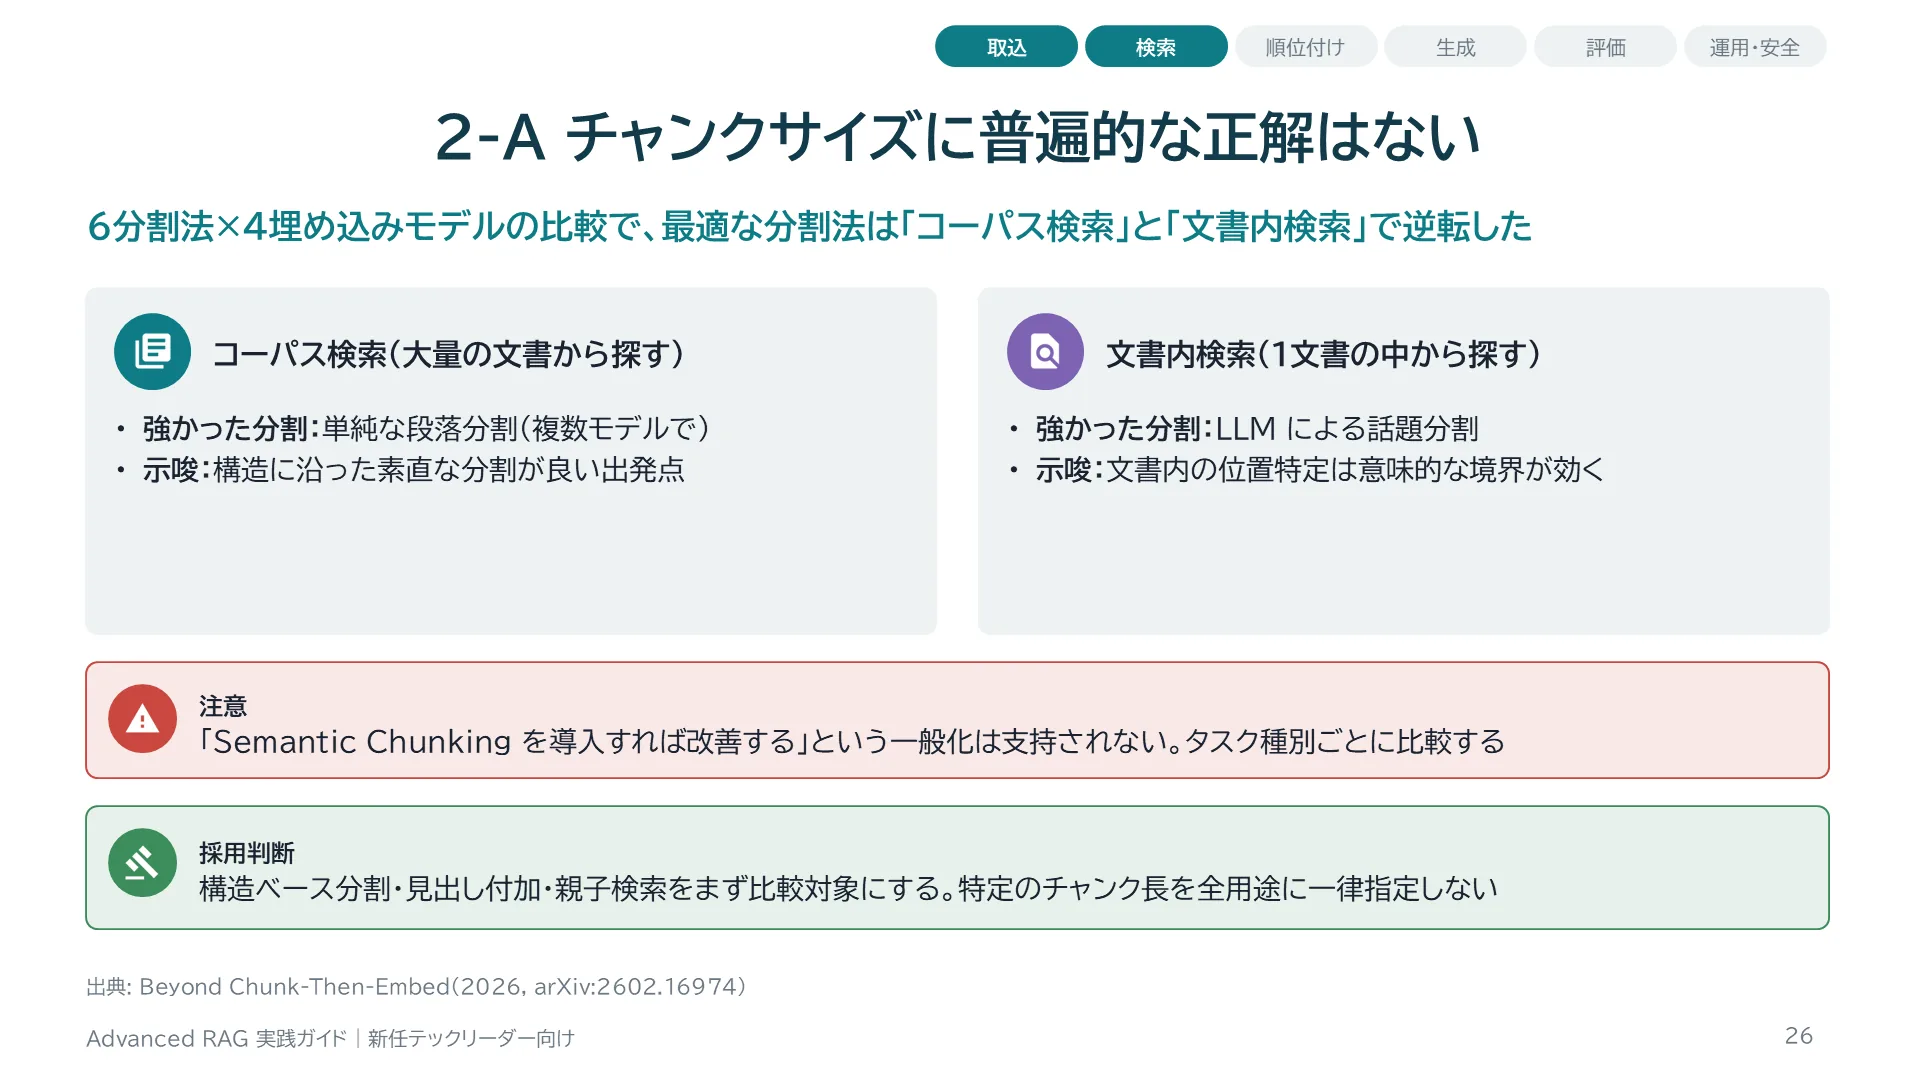 取込
検索
順位付け
生成
評価
運用・安全
2-A チャンクサイズに普遍的な正解はない
6分割法×4埋め込みモデルの比較で、最適な分割法は「コーパス検索」と「文書内検索」で逆転した
コーパス検索（大量の文書から探す）
・ 強かった分割：単純な段落分割（複数モデルで）
・ 示唆：構造に沿った素直な分割が良い出発点
文書内検索（1文書の中から探す）
・ 強かった分割：LLM による話題分割
・ 示唆：文書内の位置特定は意味的な境界が効く
注意
「Semantic Chunking を導入すれば改善する」という一般化は支持されない。タスク種別ごとに比較する
採用判断
構造ベース分割・見出し付加・親子検索をまず比較対象にする。特定のチャンク長を全用途に一律指定しない
出典: Beyond Chunk-Then-Embed（2026, arXiv:2602.16974）
Advanced RAG 実践ガイド｜新任テックリーダー向け
26